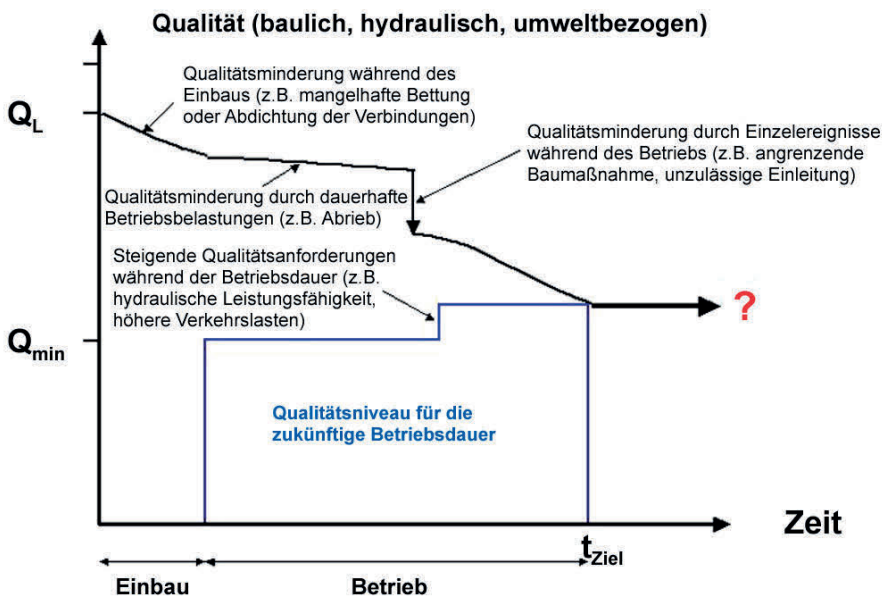 Qualität (baulich, hydraulisch, umweltbezogen)
Qualitätsminderung während des
Einbaus (z.B. mangelhafte Bettung
oder Abdichtung der Verbindungen)
Q_L
Qualitätsminderung durch Einzelereignisse
während des Betriebs (z.B. angrenzende
Baumaßnahme, unzulässige Einleitung)
Qualitätsminderung durch dauerhafte
Betriebsbelastungen (z.B. Abrieb)
Steigende Qualitätsanforderungen
während der Betriebsdauer (z.B.
hydraulische Leistungsfähigkeit,
höhere Verkehrslasten)
?
Q_min
Qualitätsniveau für die
zukünftige Betriebsdauer
Zeit
t_Ziel
Einbau
Betrieb